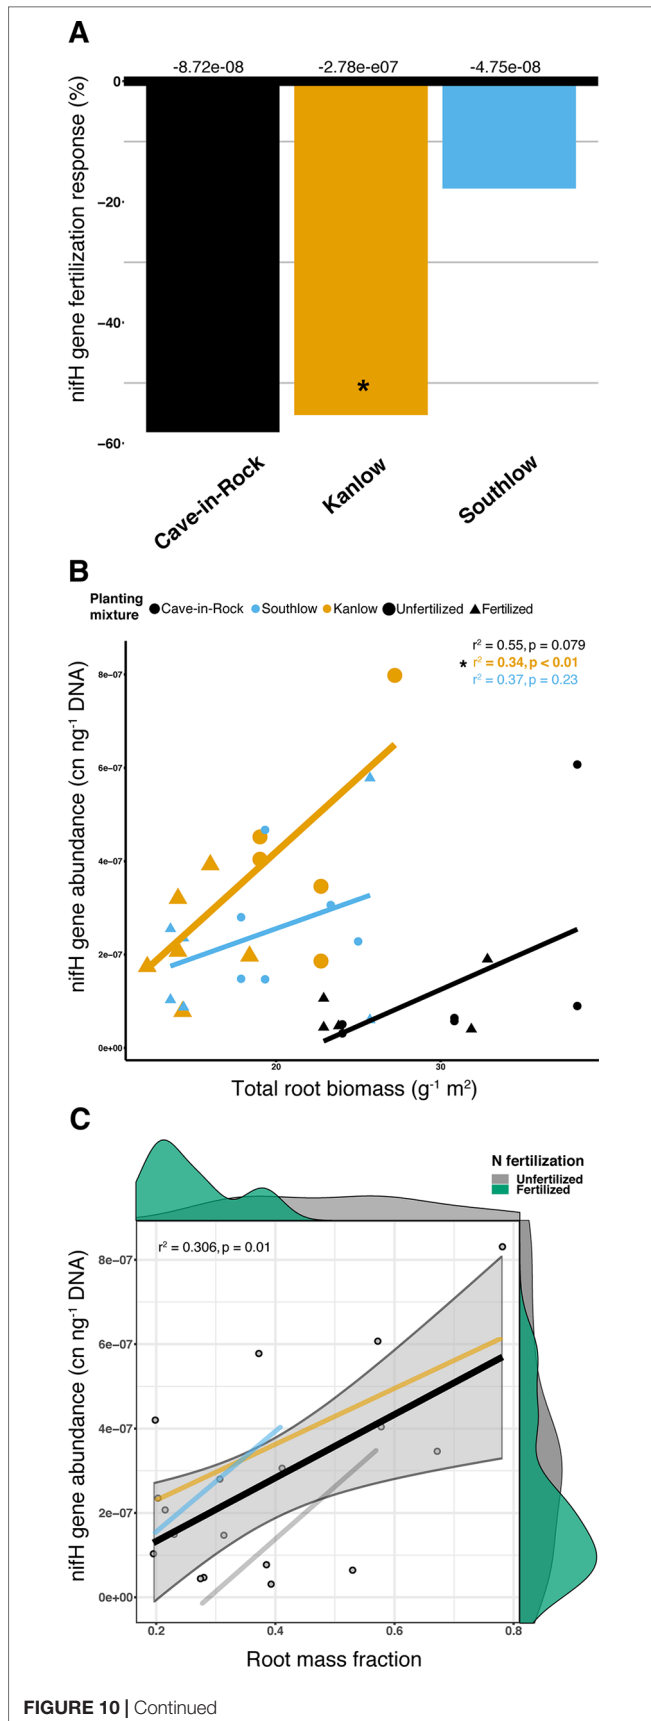 A
nifH gene fertilization response (%)
-8.72e-08 -2.78e-e07 -4.75e-08
0
-20
-40
-60
*
Cave-in-Rock Kanlow Southlow
B
Planting mixture Cave-in-Rock Southlow Kanlow Unfertilized Fertilized
r² = 0.55, p = 0.079
* r² = 0.34, p < 0.01
r² = 0.37, p = 0.23
nifH gene abundance (cn ng⁻¹ DNA)
8e-07
6e-07
4e-07
2e-07
0e+00
20 30
Total root biomass (g⁻¹ m²)
C
N fertilization
Unfertilized
Fertilized
r² = 0.306, p = 0.01
nifH gene abundance (cn ng⁻¹ DNA)
8e-07
6e-07
4e-07
2e-07
0e+00
0.2 0.4 0.6 0.8
Root mass fraction
FIGURE 10 | Continued